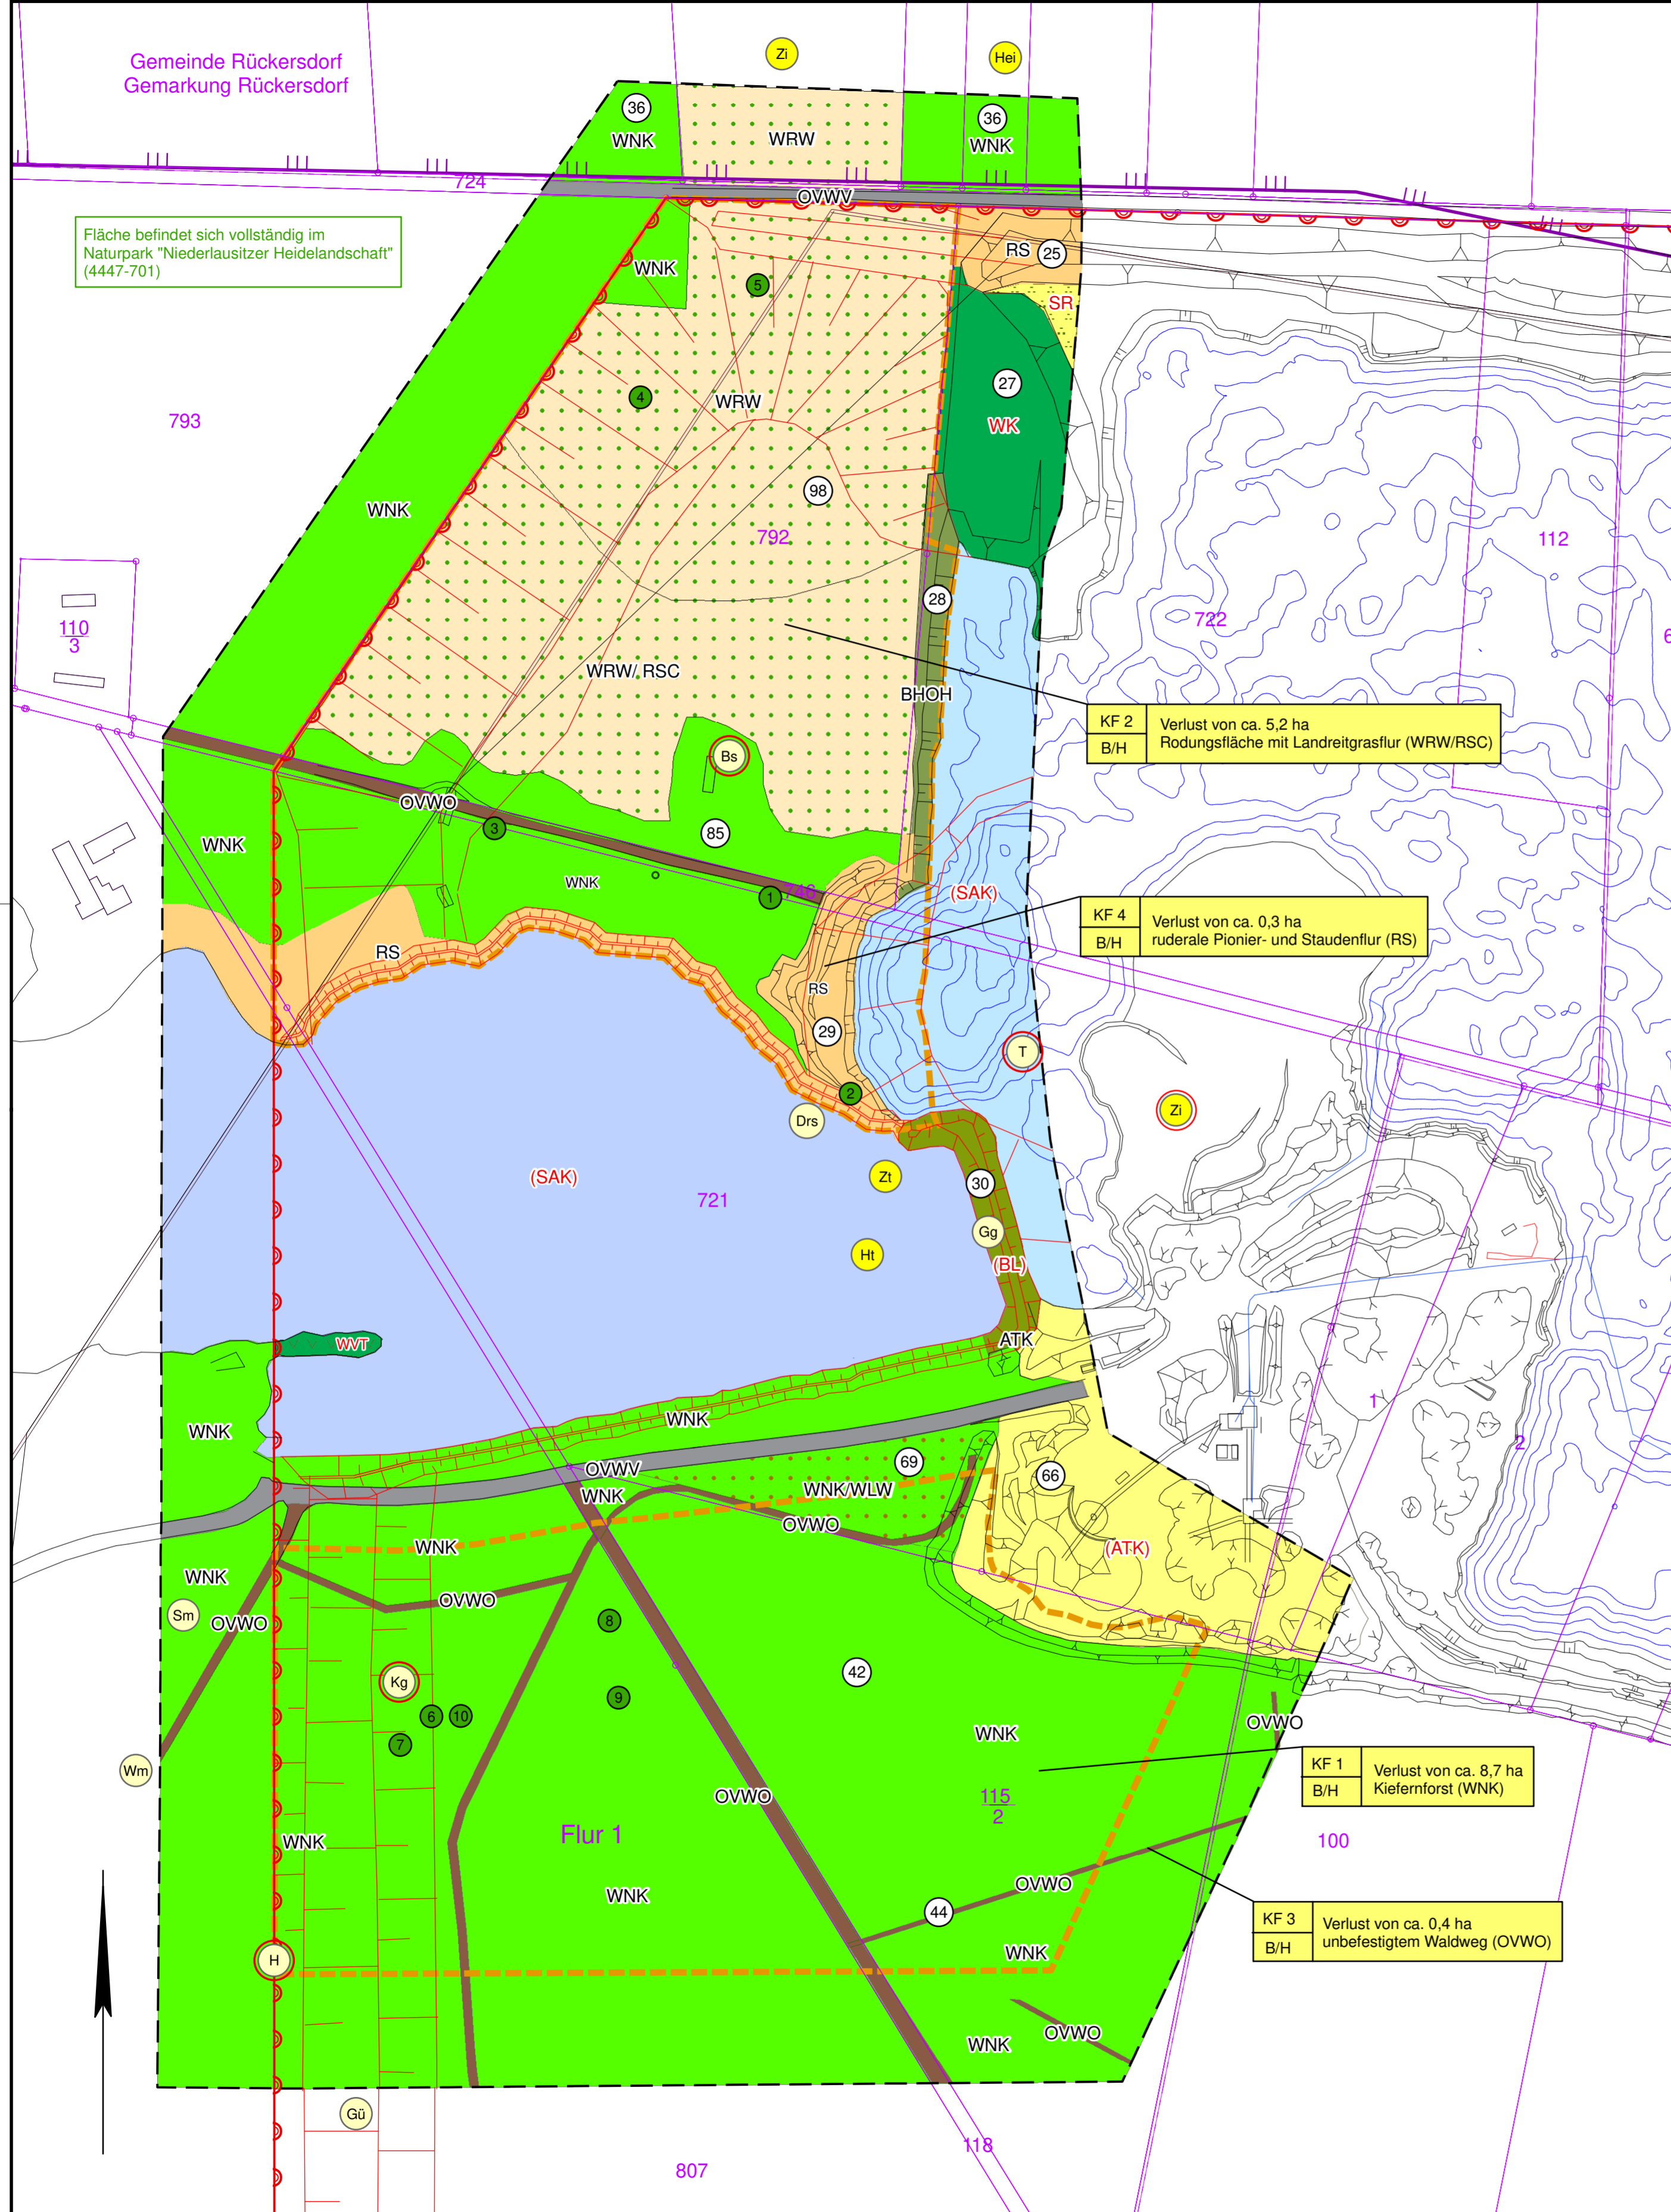 Gemeinde Rückersdorf
Gemarkung Rückersdorf
Zi
Hei
36
WNK
WRW
36
WNK
724
OVWV
Fläche befindet sich vollständig im
Naturpark "Niederlausitzer Heidelandschaft"
(4447-701)
WNK
5
RS
25
SR
27
WK
4
WRW
793
98
WNK
792
112
110
3
28
722
6
WRW/ RSC
BHOH
KF 2
B/H
Verlust von ca. 5,2 ha
Rodungsfläche mit Landreitgrasflur (WRW/RSC)
Bs
OVWO
3
85
WNK
WNK
1
(SAK)
KF 4
B/H
Verlust von ca. 0,3 ha
ruderale Pionier- und Staudenflur (RS)
RS
RS
29
T
2
Drs
Zi
(SAK)
721
Zt
30
Gg
Ht
(BL)
WVT
ATK
WNK
WNK
1
2
OVWV
69
66
WNK
WNK/WLW
OVWO
WNK
(ATK)
WNK
OVWO
Sm
OVWO
8
42
Kg
9
6
10
7
OVWO
WNK
Wm
KF 1
B/H
Verlust von ca. 8,7 ha
Kiefernforst (WNK)
OVWO
115
2
WNK
Flur 1
100
WNK
OVWO
44
KF 3
B/H
Verlust von ca. 0,4 ha
unbefestigtem Waldweg (OVWO)
H
WNK
OVWO
WNK
Gü
118
807